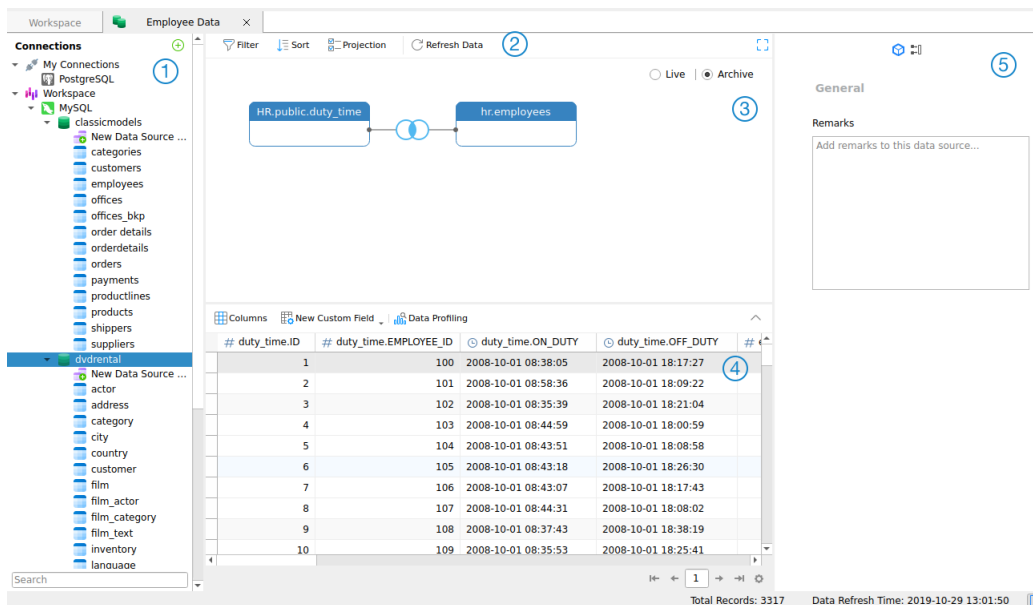 Workspace
Employee Data
Connections
1
My Connections
PostgreSQL
Workspace
MySQL
classicmodels
New Data Source ...
categories
customers
employees
offices
offices_bkp
order details
orderdetails
orders
payments
productlines
products
shippers
suppliers
dvdrental
New Data Source ...
actor
address
category
city
country
customer
film
film_actor
film_category
film_text
inventory
language
Search
Filter Sort Projection Refresh Data 2
Live Archive
3
HR.public.duty_time hr.employees
Columns New Custom Field Data Profiling
# duty_time.ID # duty_time.EMPLOYEE_ID duty_time.ON_DUTY duty_time.OFF_DUTY #
1 100 2008-10-01 08:38:05 2008-10-01 18:17:27
4
2 101 2008-10-01 08:58:36 2008-10-01 18:09:22
3 102 2008-10-01 08:35:39 2008-10-01 18:21:04
4 103 2008-10-01 08:44:59 2008-10-01 18:00:59
5 104 2008-10-01 08:43:51 2008-10-01 18:08:58
6 105 2008-10-01 08:43:18 2008-10-01 18:26:30
7 106 2008-10-01 08:43:07 2008-10-01 18:17:43
8 107 2008-10-01 08:44:31 2008-10-01 18:08:02
9 108 2008-10-01 08:37:43 2008-10-01 18:38:19
10 109 2008-10-01 08:35:53 2008-10-01 18:25:41
1
5
General
Remarks
Add remarks to this data source...
Total Records: 3317 Data Refresh Time: 2019-10-29 13:01:50